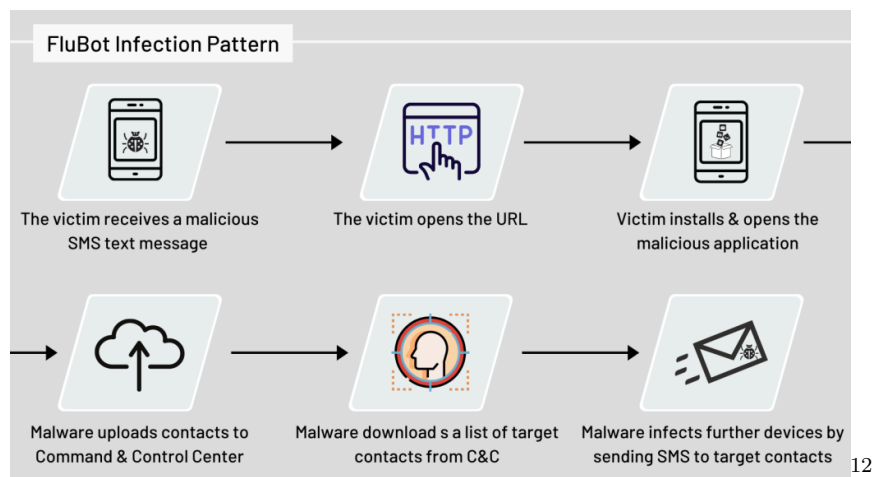 FluBot Infection Pattern
HTTP
The victim receives a malicious
SMS text message
The victim opens the URL
Victim installs & opens the
malicious application
Malware uploads contacts to
Command & Control Center
Malware download s a list of target
contacts from C&C
Malware infects further devices by
sending SMS to target contacts
12